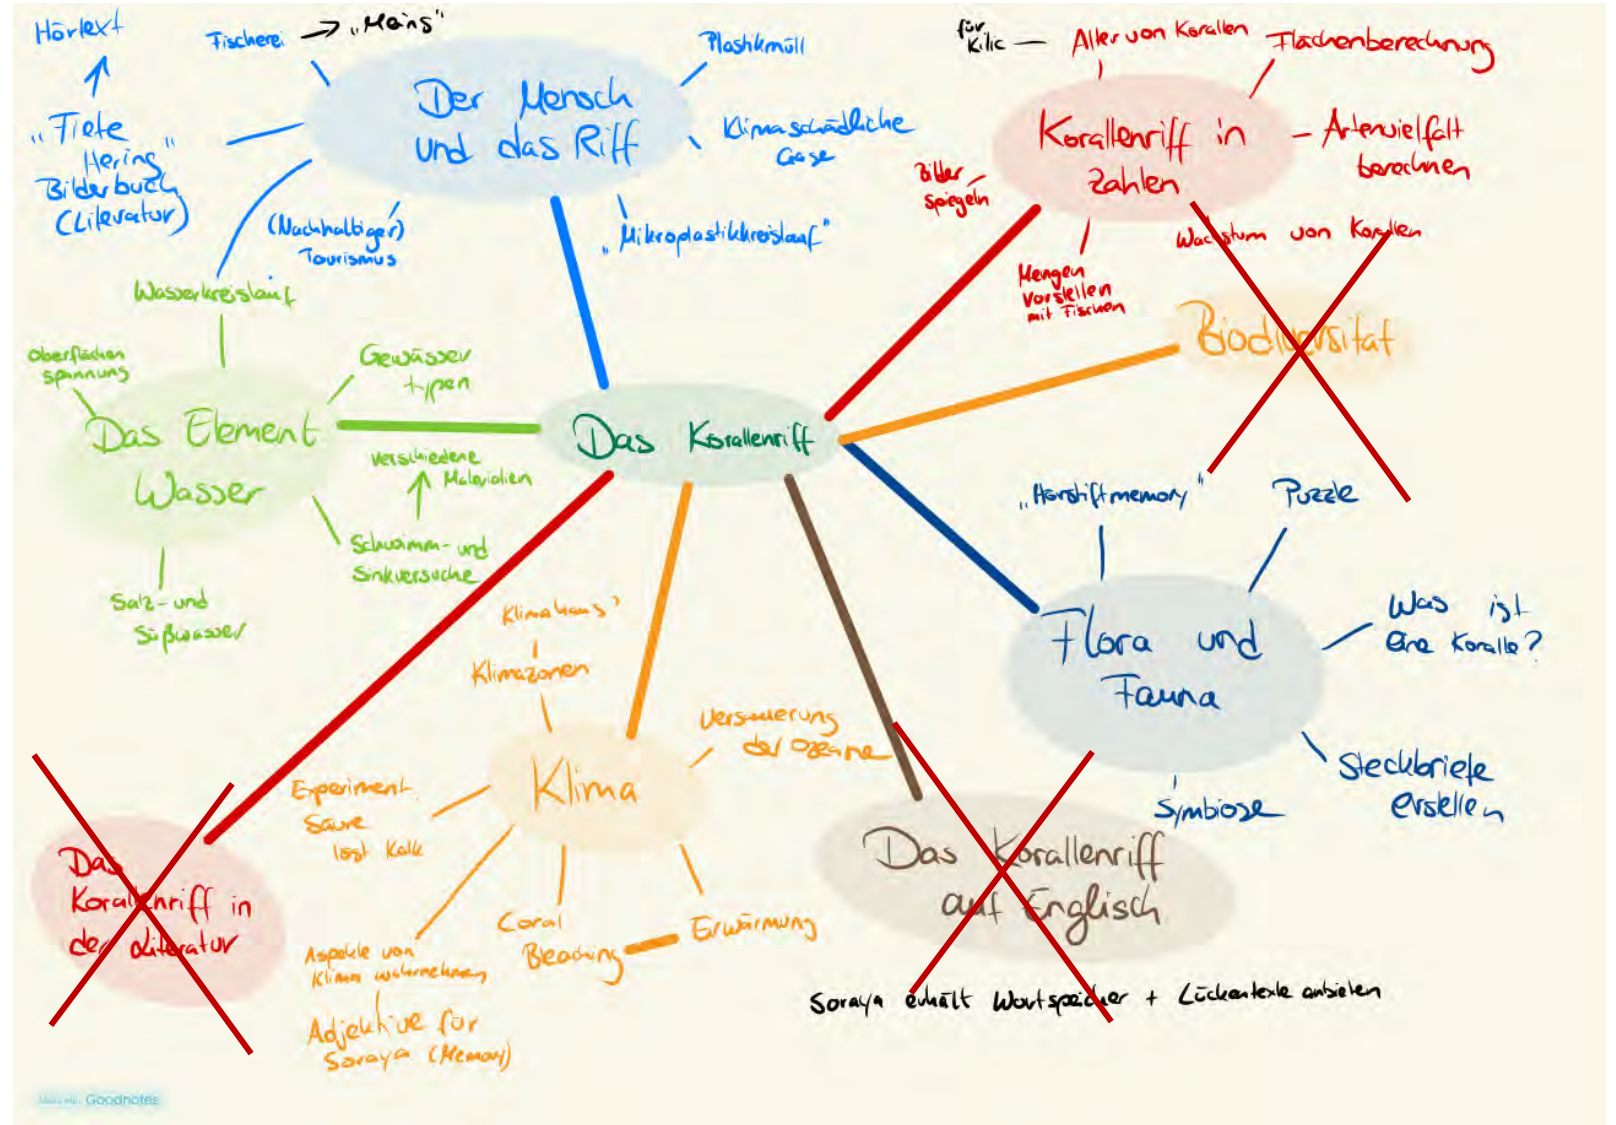 Hörtext
Fischerei → "Meins"
"Fiete
Hering"
Bilderbuch
(Literatur)
Der Mensch
und das Riff
Plastikmüll
Klimaschädliche
Gase
"Mikroplastikkreislauf"
(Nachhaltiger)
Tourismus
Wasserkreislauf
für
Kilic — Alter von Korallen
Flächenberechnung
Korallenriff in
Zahlen
Artenvielfalt
berechnen
Bilder
spiegeln
Mengen
vorstellen
mit Fischen
Wachstum von Korallen
Biodiversität
Oberflächen
spannung
Gewässer
typen
Das Element
Wasser
verschiedene
Materialien
Schwimm- und
Sinkversuche
Salz- und
Süßwasser
Das Korallenriff
"Hörstiftmemory"
Puzzle
Flora und
Fauna
Was ist
eine Koralle?
Steckbriefe
erstellen
Symbiose
Klimahaus?
Klimazonen
Versauerung
der Ozeane
Klima
Experiment
Säure
löst Kalk
Coral
Bleaching
Erwärmung
Aspekte von
Klima wahrnehmen
Adjektive für
Soraya (Memory)
Das
Korallenriff in
der Literatur
Das Korallenriff
auf Englisch
Soraya erhält Wortspeicher + Lückentexte anbieten
Goodnotes